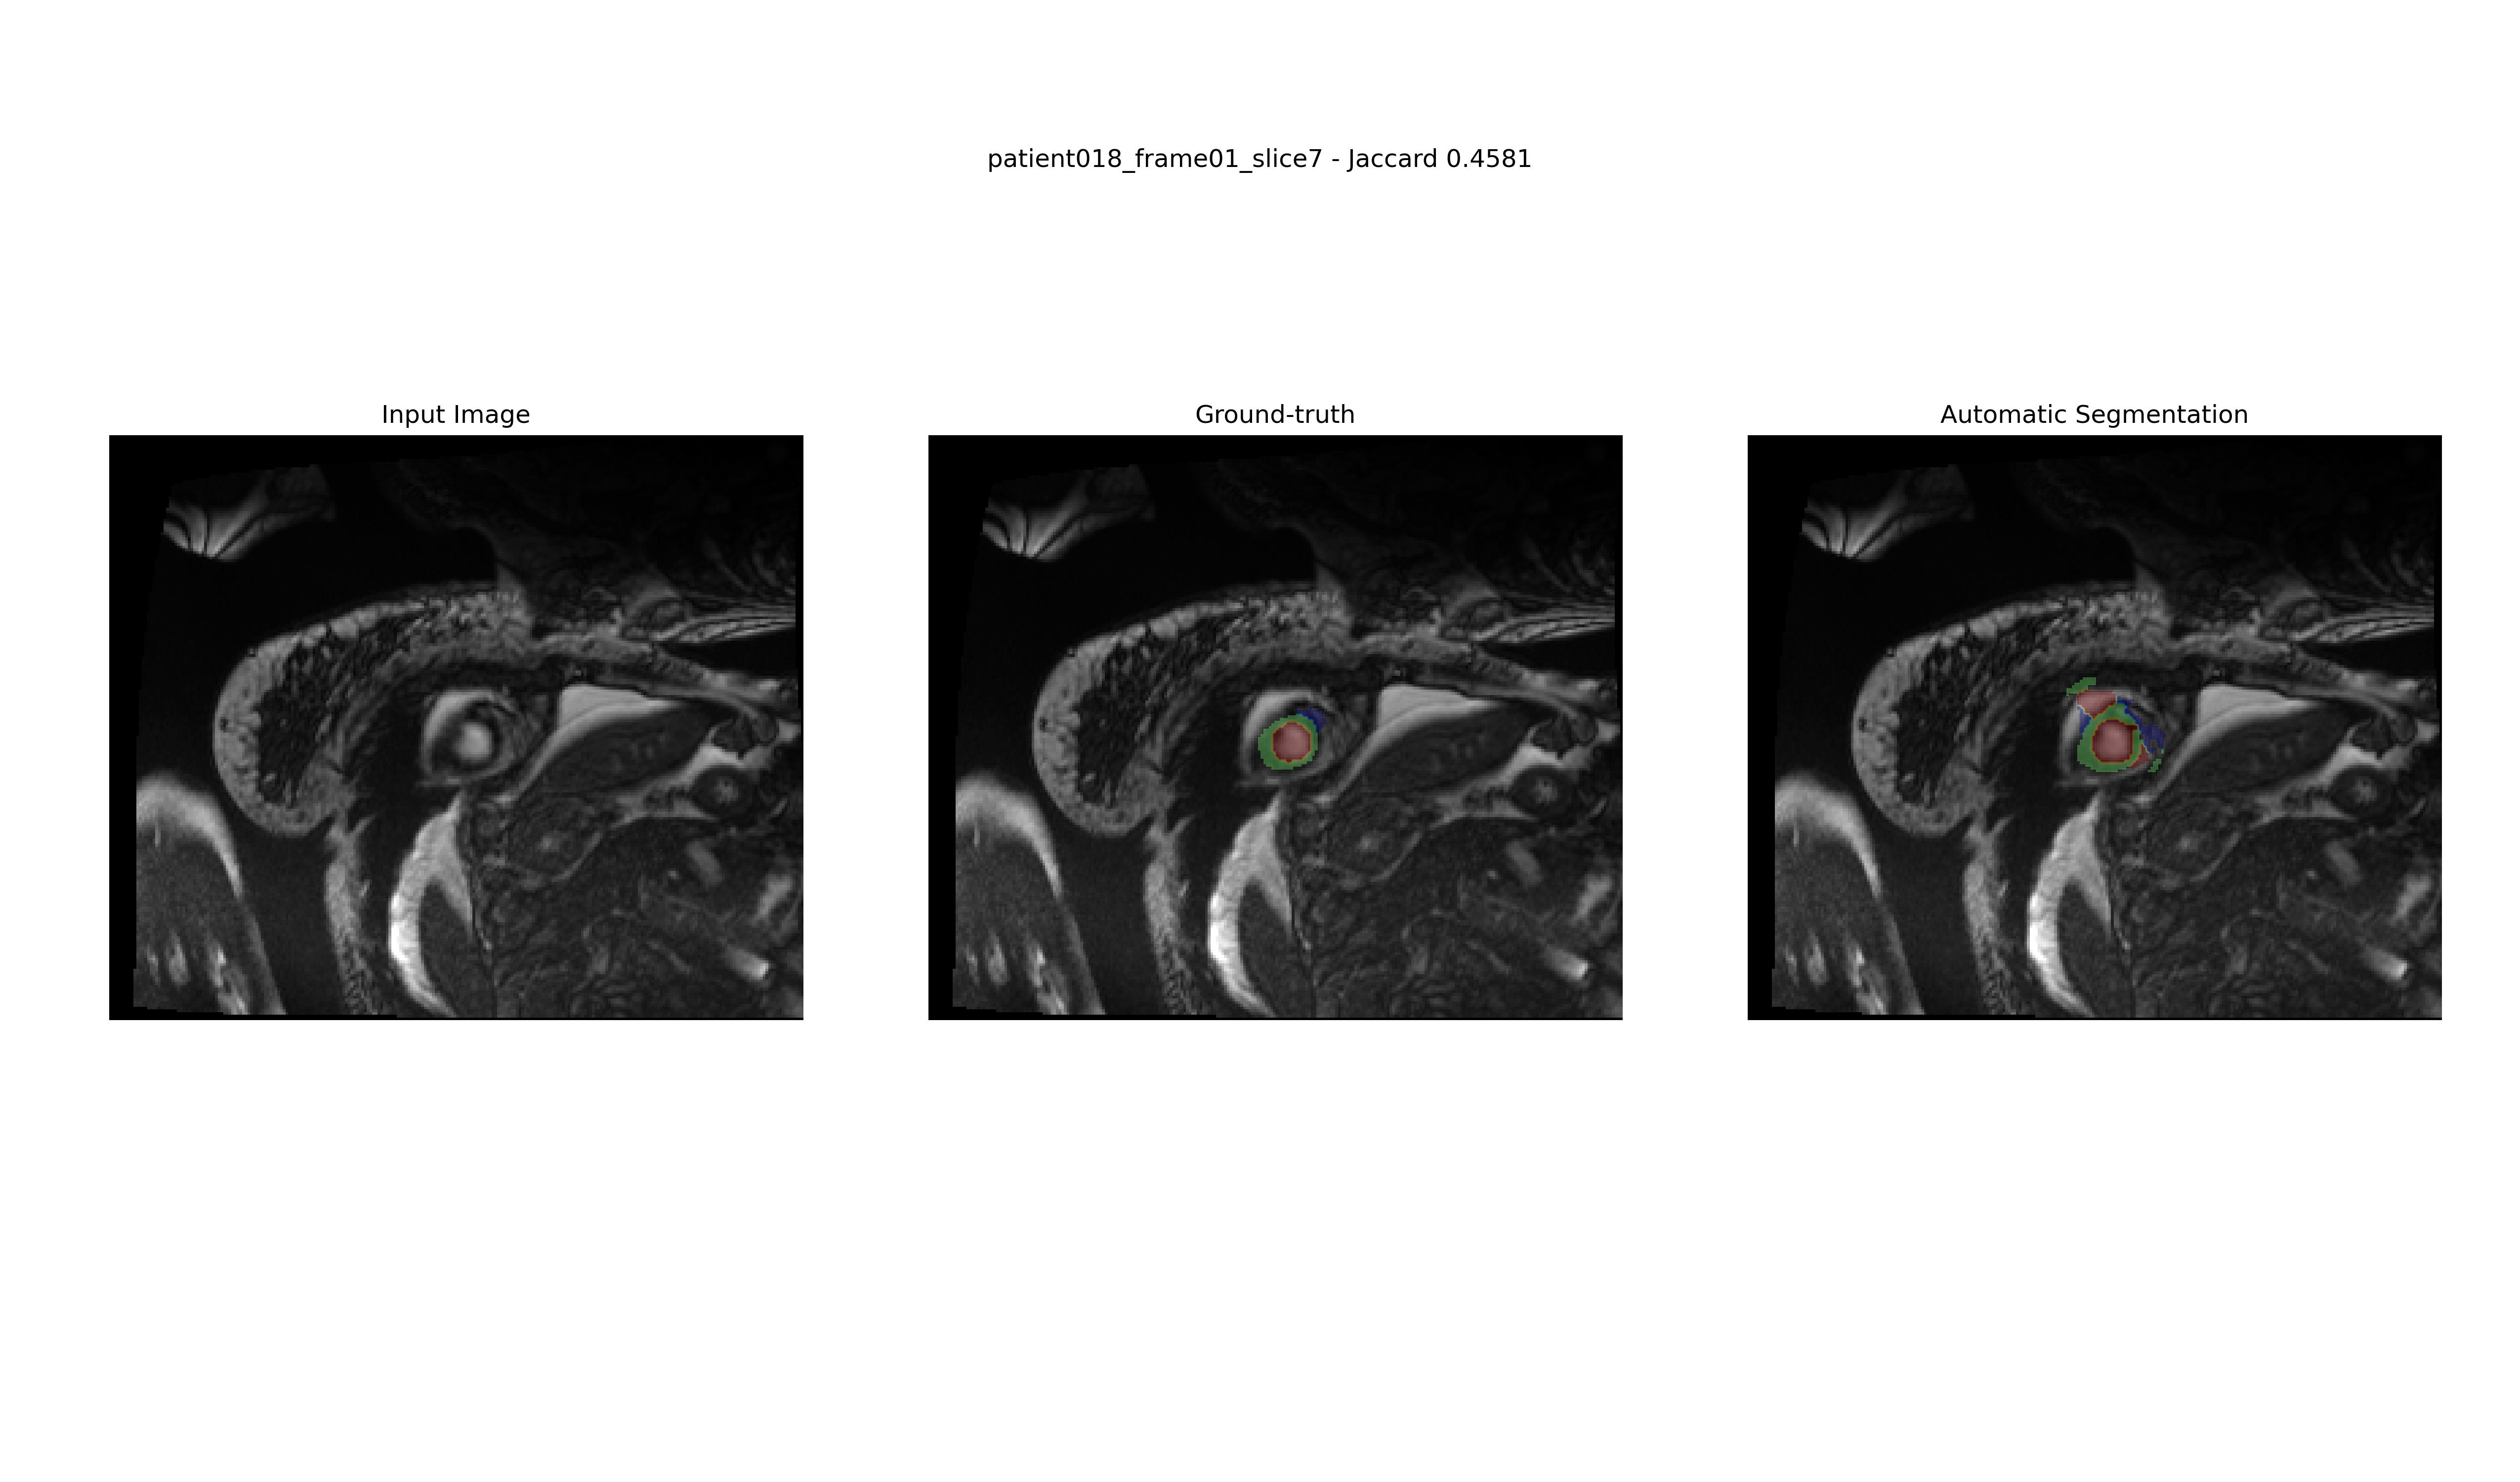 patient018_frame01_slice7 - Jaccard 0.4581
Input Image
Ground-truth
Automatic Segmentation